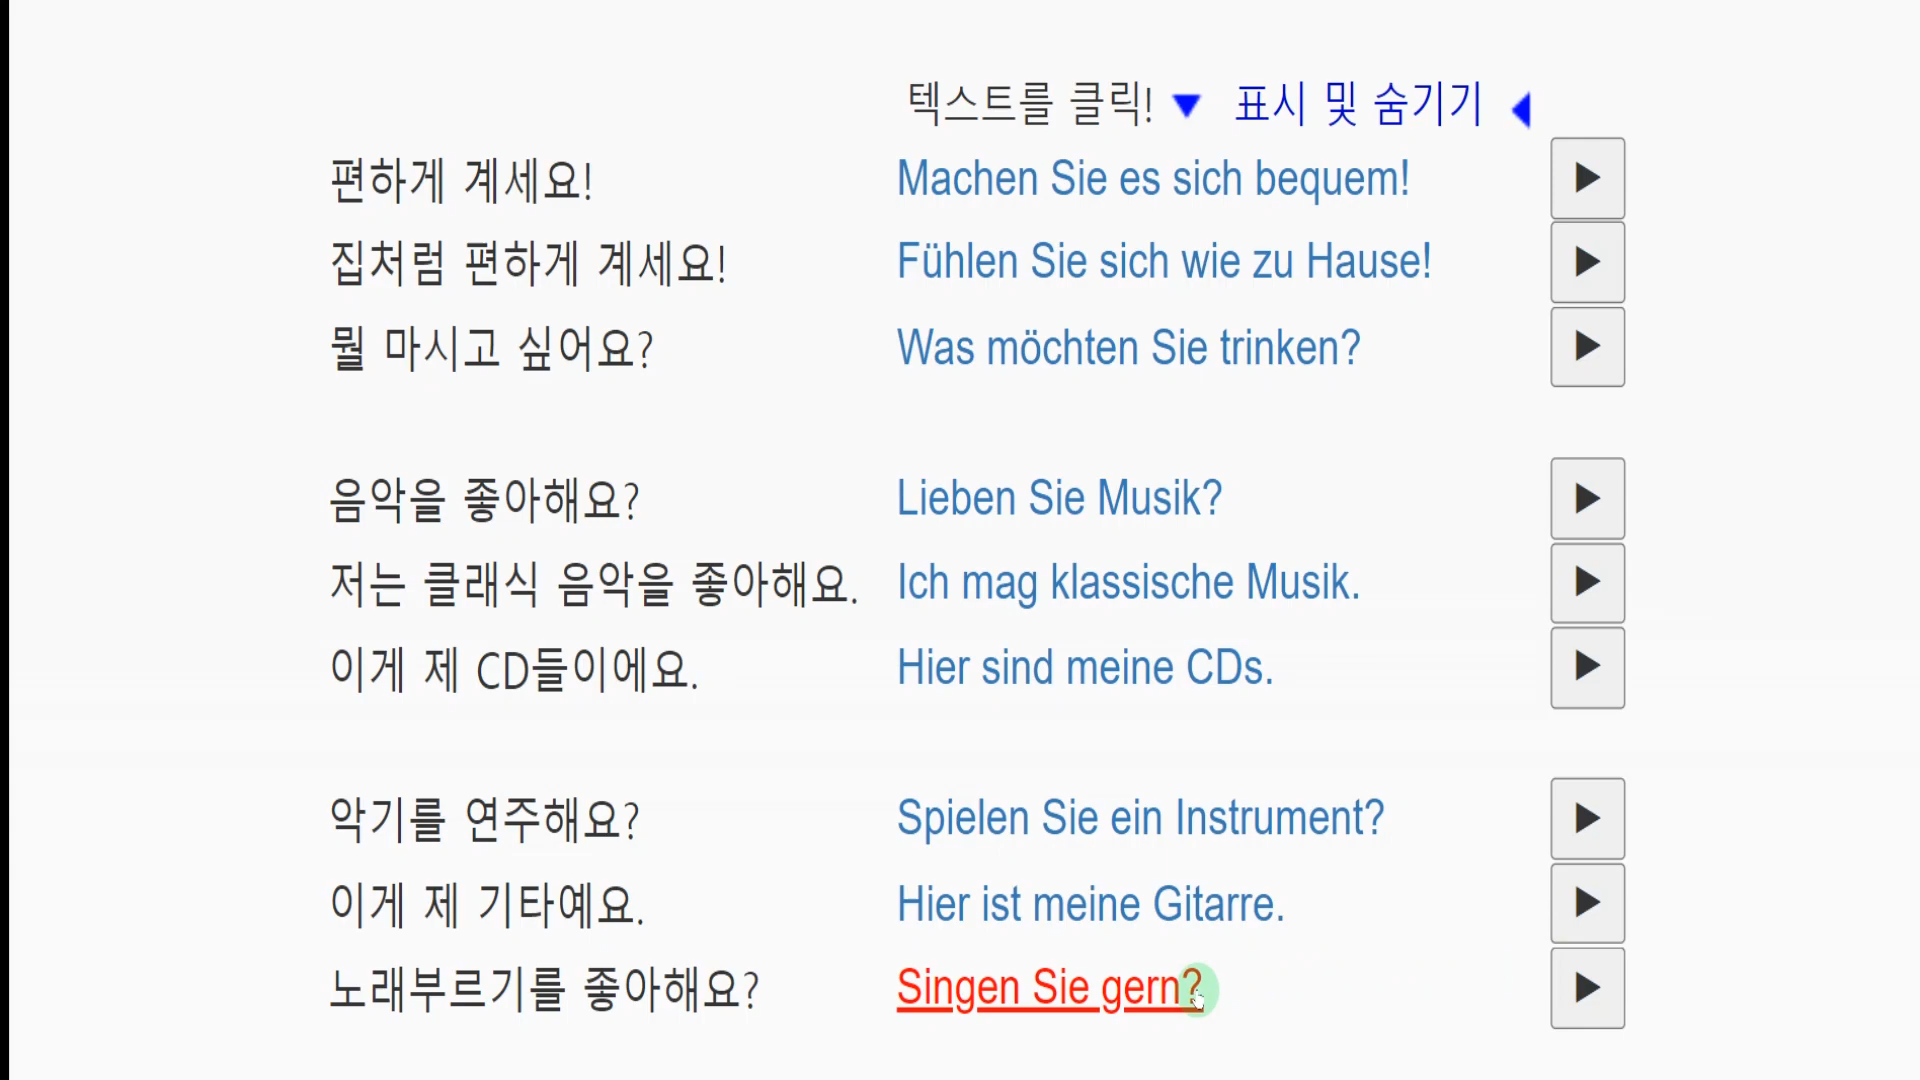 텍스트를 클릭! ▼ 표시 및 숨기기 ◀
편하게 계세요! Machen Sie es sich bequem!
집처럼 편하게 계세요! Fühlen Sie sich wie zu Hause!
뭘 마시고 싶어요? Was möchten Sie trinken?
음악을 좋아해요? Lieben Sie Musik?
저는 클래식 음악을 좋아해요. Ich mag klassische Musik.
이게 제 CD들이에요. Hier sind meine CDs.
악기를 연주해요? Spielen Sie ein Instrument?
이게 제 기타예요. Hier ist meine Gitarre.
노래부르기를 좋아해요? Singen Sie gern?